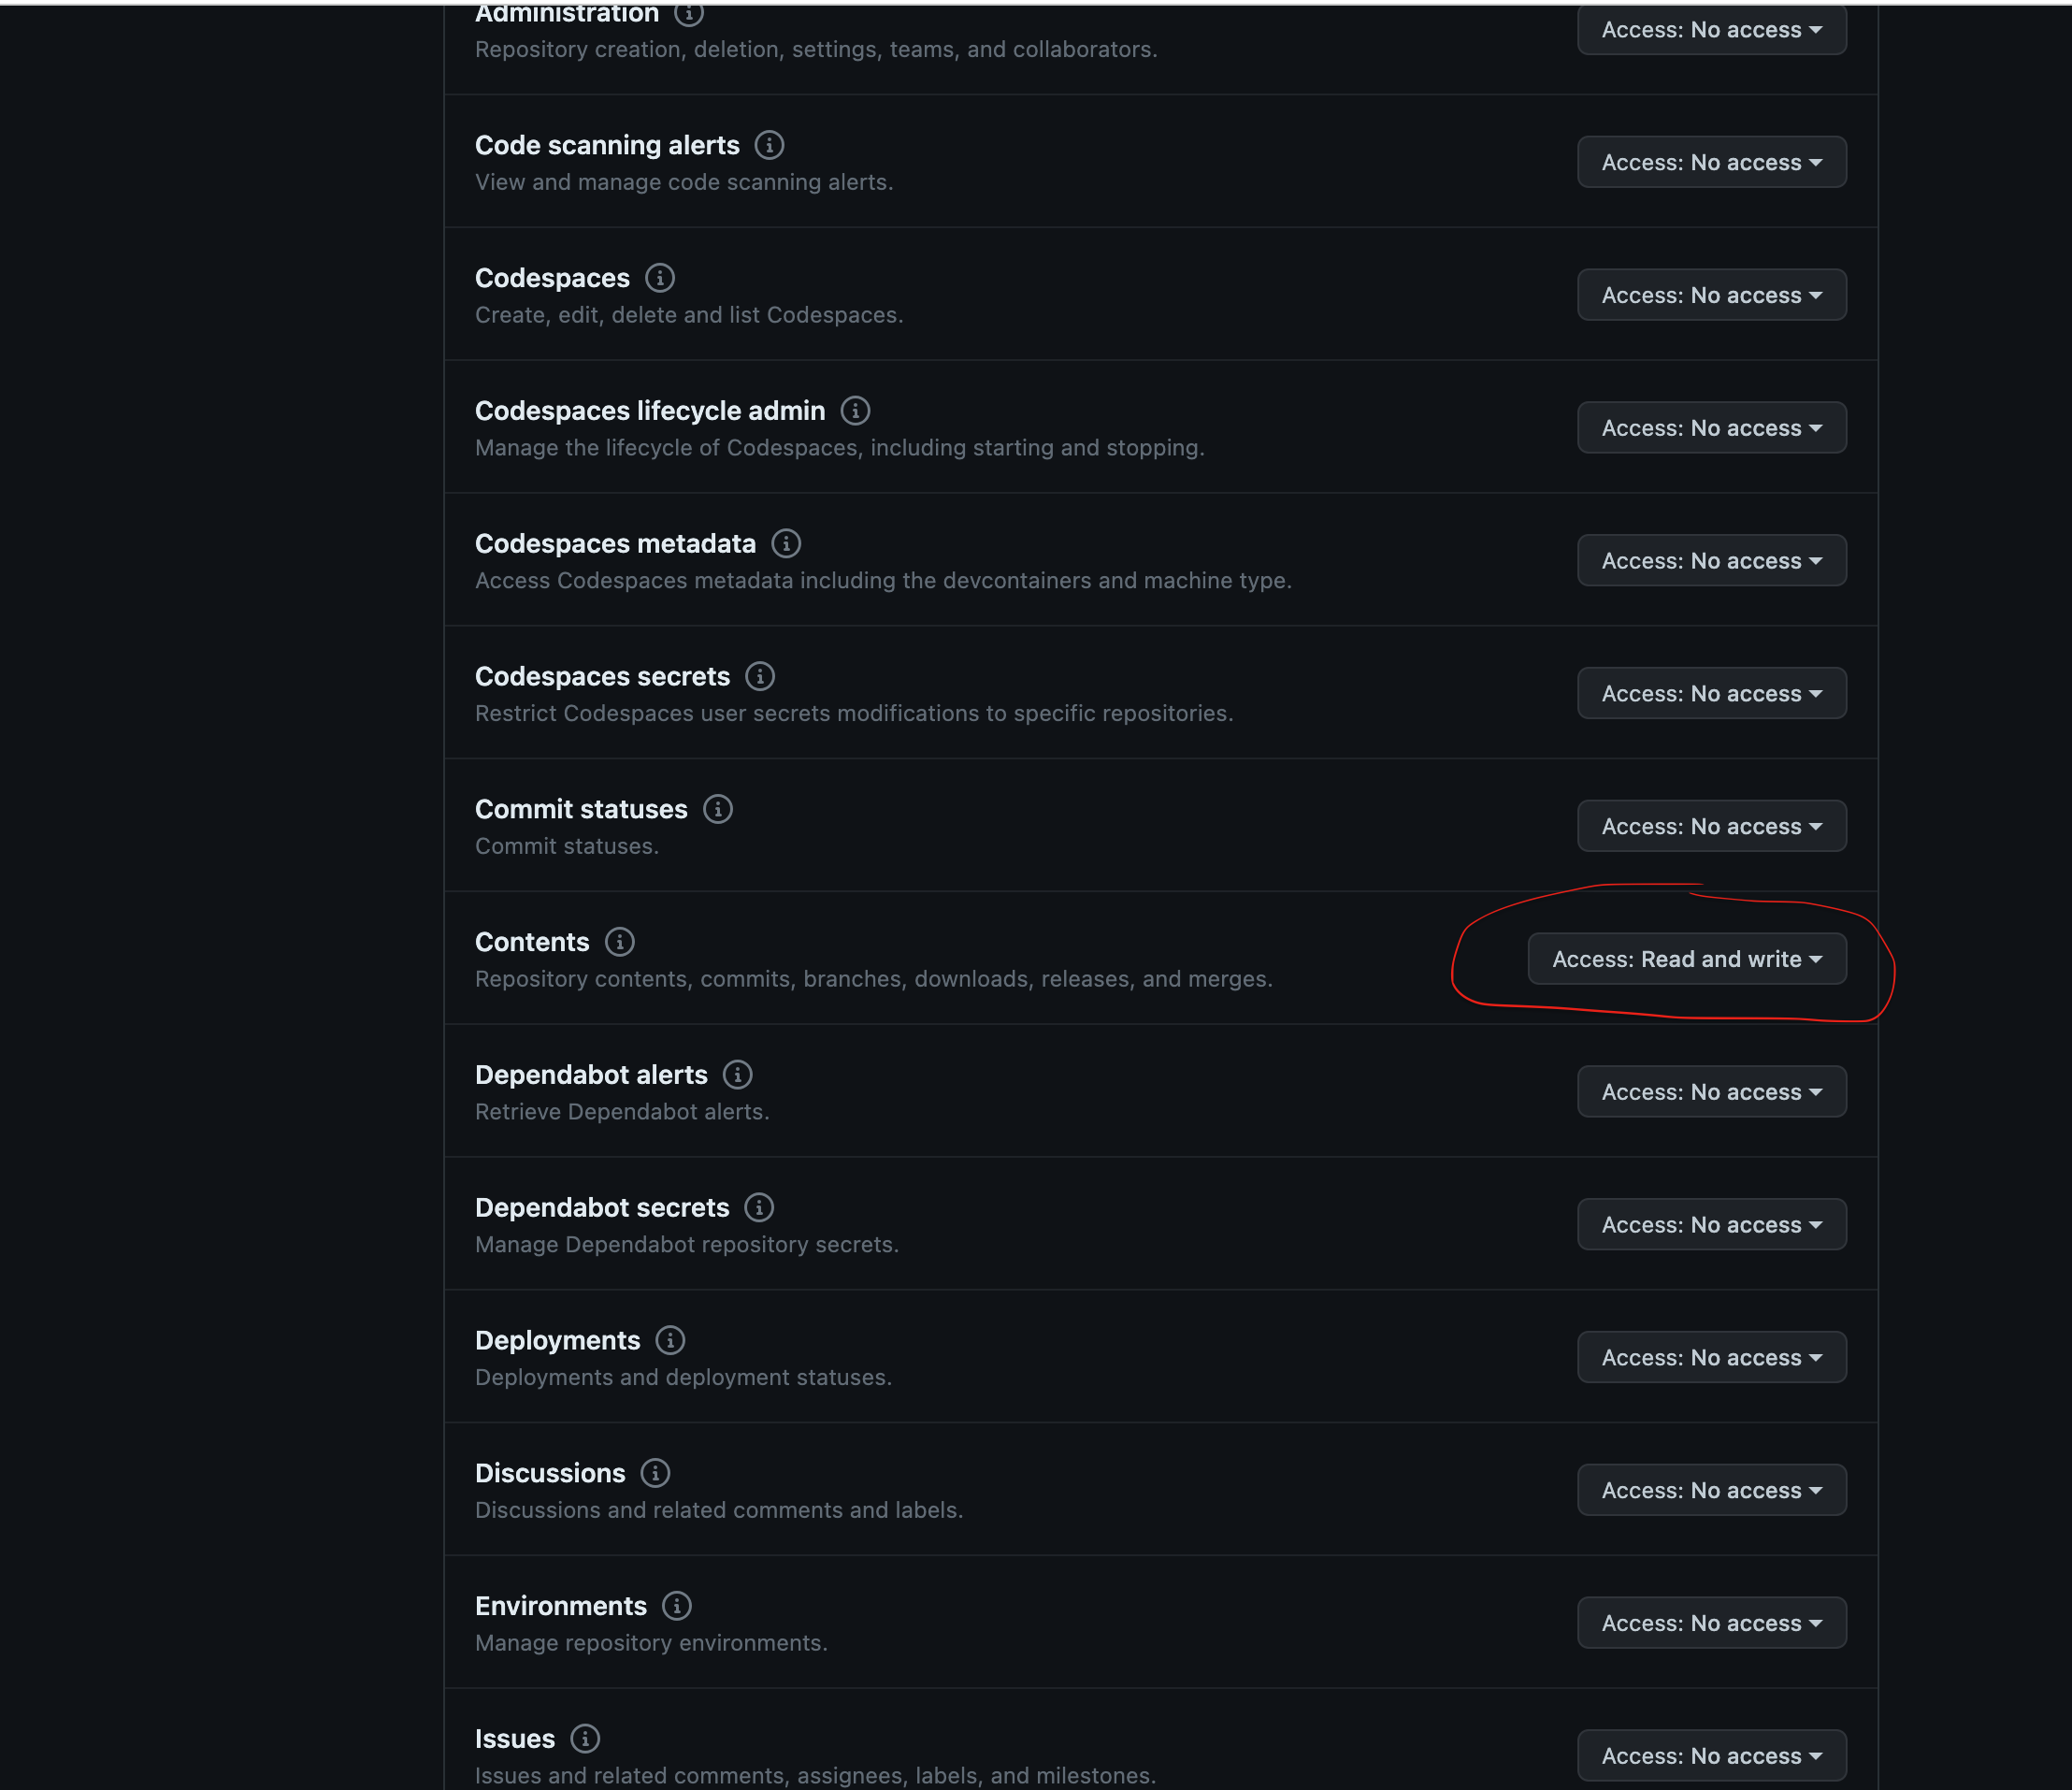 Administration
Access: No access
Repository creation, deletion, settings, teams, and collaborators.
Code scanning alerts
Access: No access
View and manage code scanning alerts.
Codespaces
Access: No access
Create, edit, delete and list Codespaces.
Codespaces lifecycle admin
Access: No access
Manage the lifecycle of Codespaces, including starting and stopping.
Codespaces metadata
Access: No access
Access Codespaces metadata including the devcontainers and machine type.
Codespaces secrets
Access: No access
Restrict Codespaces user secrets modifications to specific repositories.
Commit statuses
Access: No access
Commit statuses.
Contents
Access: Read and write
Repository contents, commits, branches, downloads, releases, and merges.
Dependabot alerts
Access: No access
Retrieve Dependabot alerts.
Dependabot secrets
Access: No access
Manage Dependabot repository secrets.
Deployments
Access: No access
Deployments and deployment statuses.
Discussions
Access: No access
Discussions and related comments and labels.
Environments
Access: No access
Manage repository environments.
Issues
Access: No access
Issues and related comments, assignees, labels, and milestones.